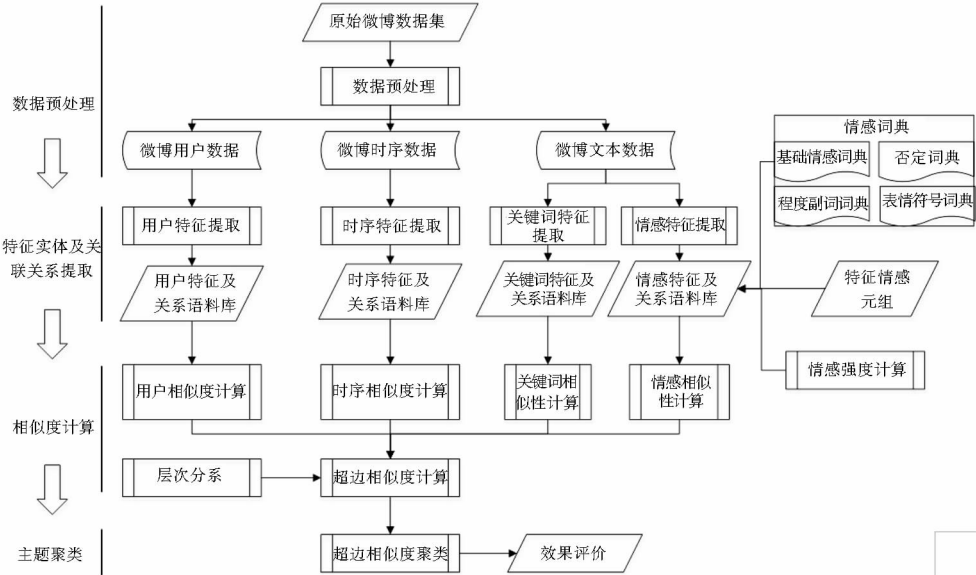 原始微博数据集
数据预处理
数据预处理
微博用户数据
微博时序数据
微博文本数据
情感词典
基础情感词典
否定词典
程度副词词典
表情符号词典
特征实体及关
联关系提取
用户特征提取
时序特征提取
关键词特征
提取
情感特征提取
用户特征及
关系语料库
时序特征及
关系语料库
关键词特征及
关系语料库
情感特征及
关系语料库
特征情感
元组
情感强度计算
相似度计算
用户相似度计算
时序相似度计算
关键词相
似性计算
情感相似
性计算
层次分系
超边相似度计算
主题聚类
超边相似度聚类
效果评价